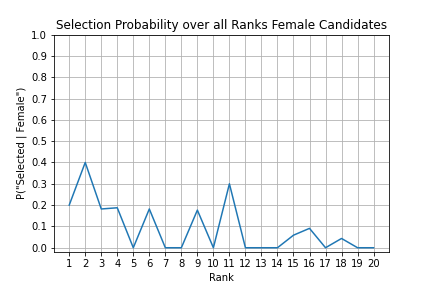 Selection Probability over all Ranks Female Candidates
P("Selected | Female")
1.0
0.9
0.8
0.7
0.6
0.5
0.4
0.3
0.2
0.1
0.0
1 2 3 4 5 6 7 8 9 10 11 12 13 14 15 16 17 18 19 20
Rank